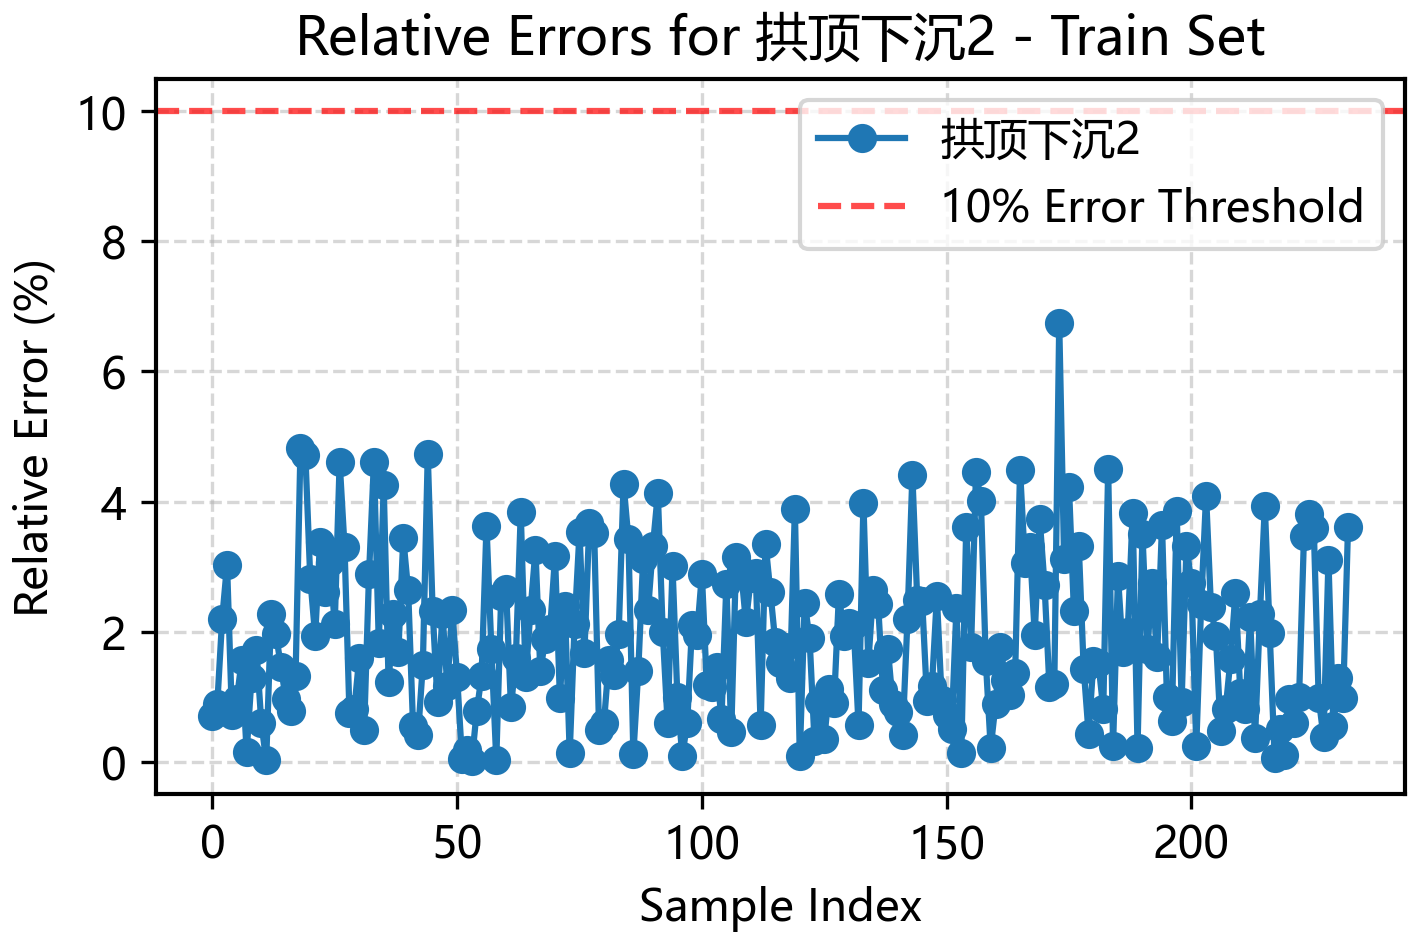 Relative Errors for 拱顶下沉2 - Train Set
10
8
6
4
2
0
Relative Error (%)
拱顶下沉2
10% Error Threshold
0
50
100
150
200
Sample Index